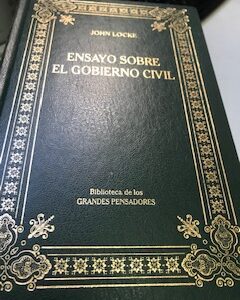 JOHN LOCKE
ENSAYO SOBRE
EL GOBIERNO CIVIL
Biblioteca de los
GRANDES PENSADORES